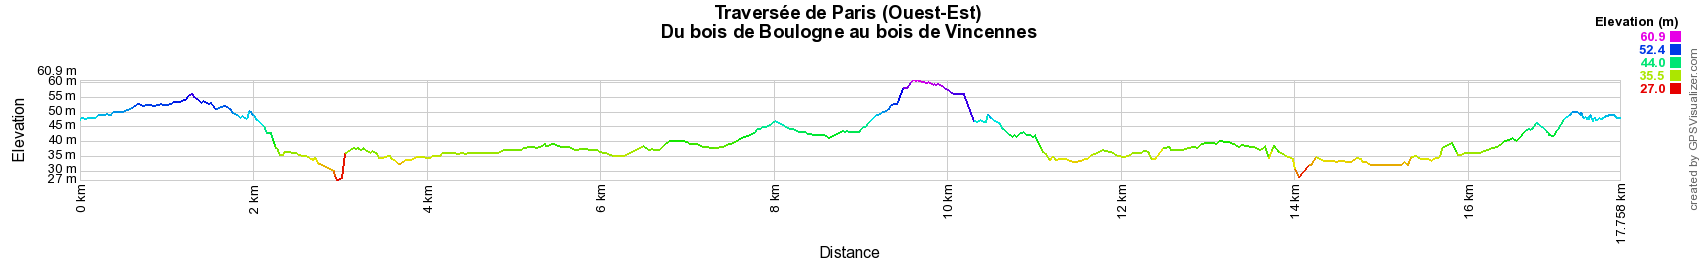 Traversée de Paris (Ouest-Est)
Du bois de Boulogne au bois de Vincennes
Elevation (m)
60.9
52.4
44.0
35.5
27.0
created by GPSVisualizer.com
Elevation
60.9 m
60 m
55 m
50 m
45 m
40 m
35 m
30 m
27 m
0 km
2 km
4 km
6 km
8 km
10 km
12 km
14 km
16 km
17.758 km
Distance